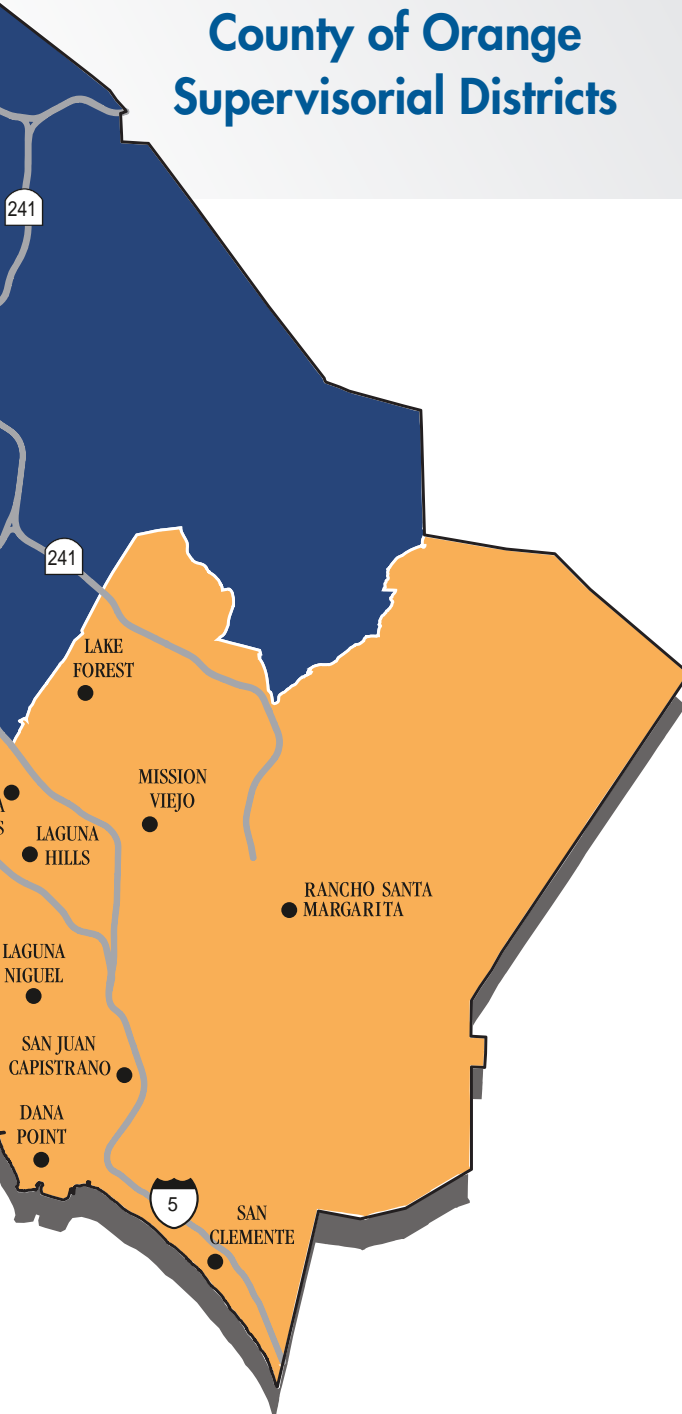 County of Orange
Supervisorial Districts
241
241
LAKE
FOREST
MISSION
VIEJO
A
S
LAGUNA
HILLS
RANCHO SANTA
MARGARITA
LAGUNA
NIGUEL
SAN JUAN
CAPISTRANO
DANA
POINT
5
SAN
CLEMENTE